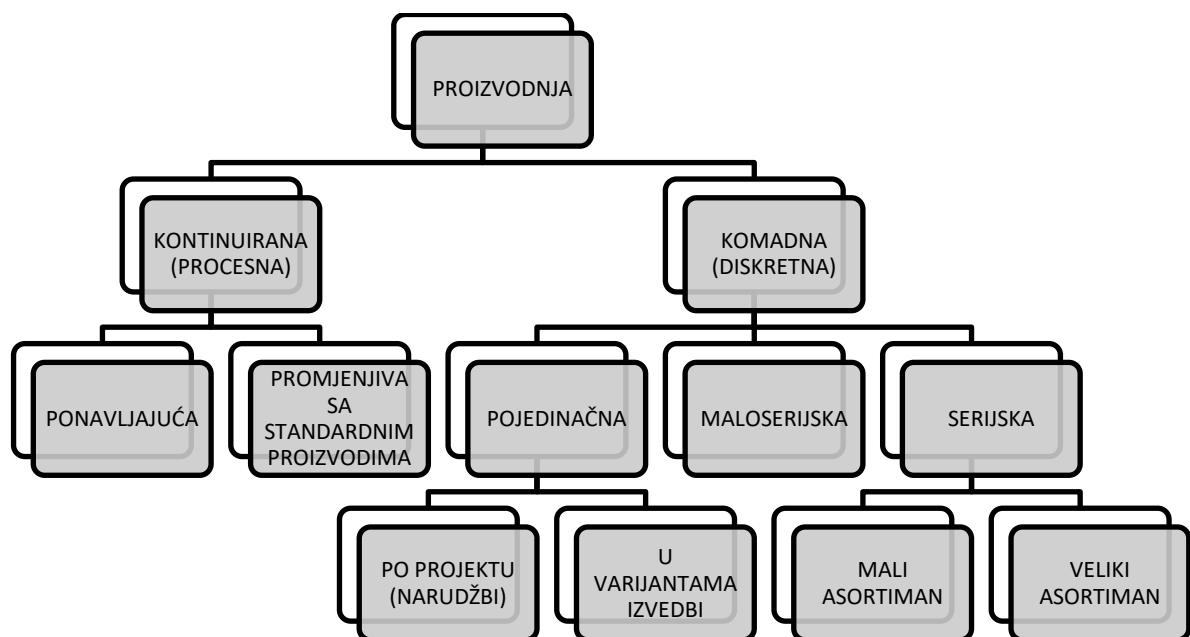 PROIZVODNJA
KONTINUIRANA
(PROCESNA)
KOMADNA
(DISKRETNA)
PONAVLJAJUĆA
PROMJENJIVA
SA
STANDARDNIM
PROIZVODIMA
POJEDINAČNA
MALOSERIJSKA
SERIJSKA
PO PROJEKTU
(NARUDŽBI)
U
VARIJANTAMA
IZVEDBI
MALI
ASORTIMAN
VELIKI
ASORTIMAN